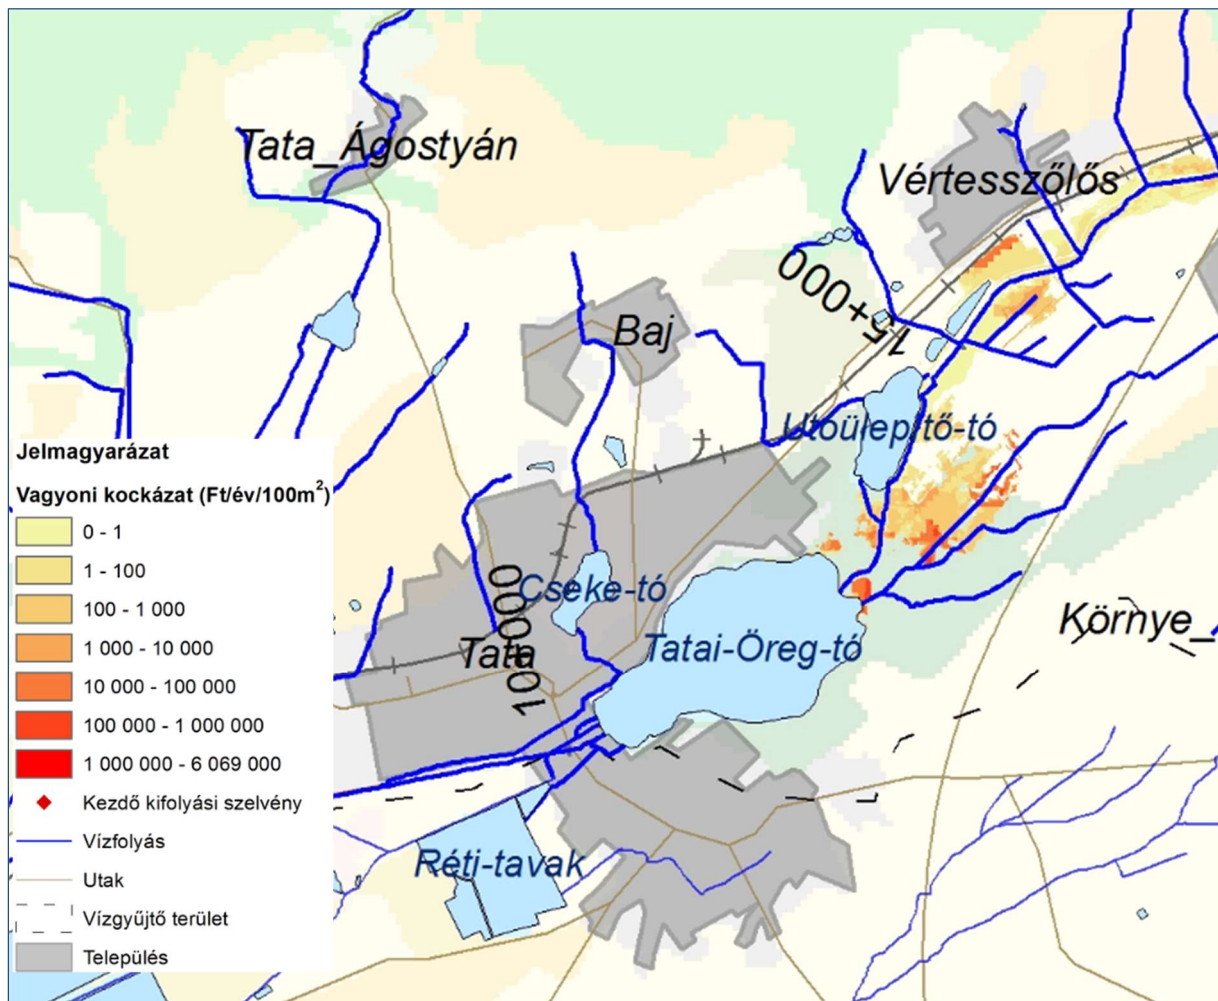 Tata_Ágostyán
Vértesszőlős
15+000
Baj
Utóülepítő-tó
Cseke-tó
10+000
Tata
Tatai-Öreg-tó
Környe_
Réti-tavak
Jelmagyarázat
Vagyoni kockázat (Ft/év/100m²)
0 - 1
1 - 100
100 - 1 000
1 000 - 10 000
10 000 - 100 000
100 000 - 1 000 000
1 000 000 - 6 069 000
Kezdő kifolyási szelvény
Vízfolyás
Utak
Vízgyűjtő terület
Település